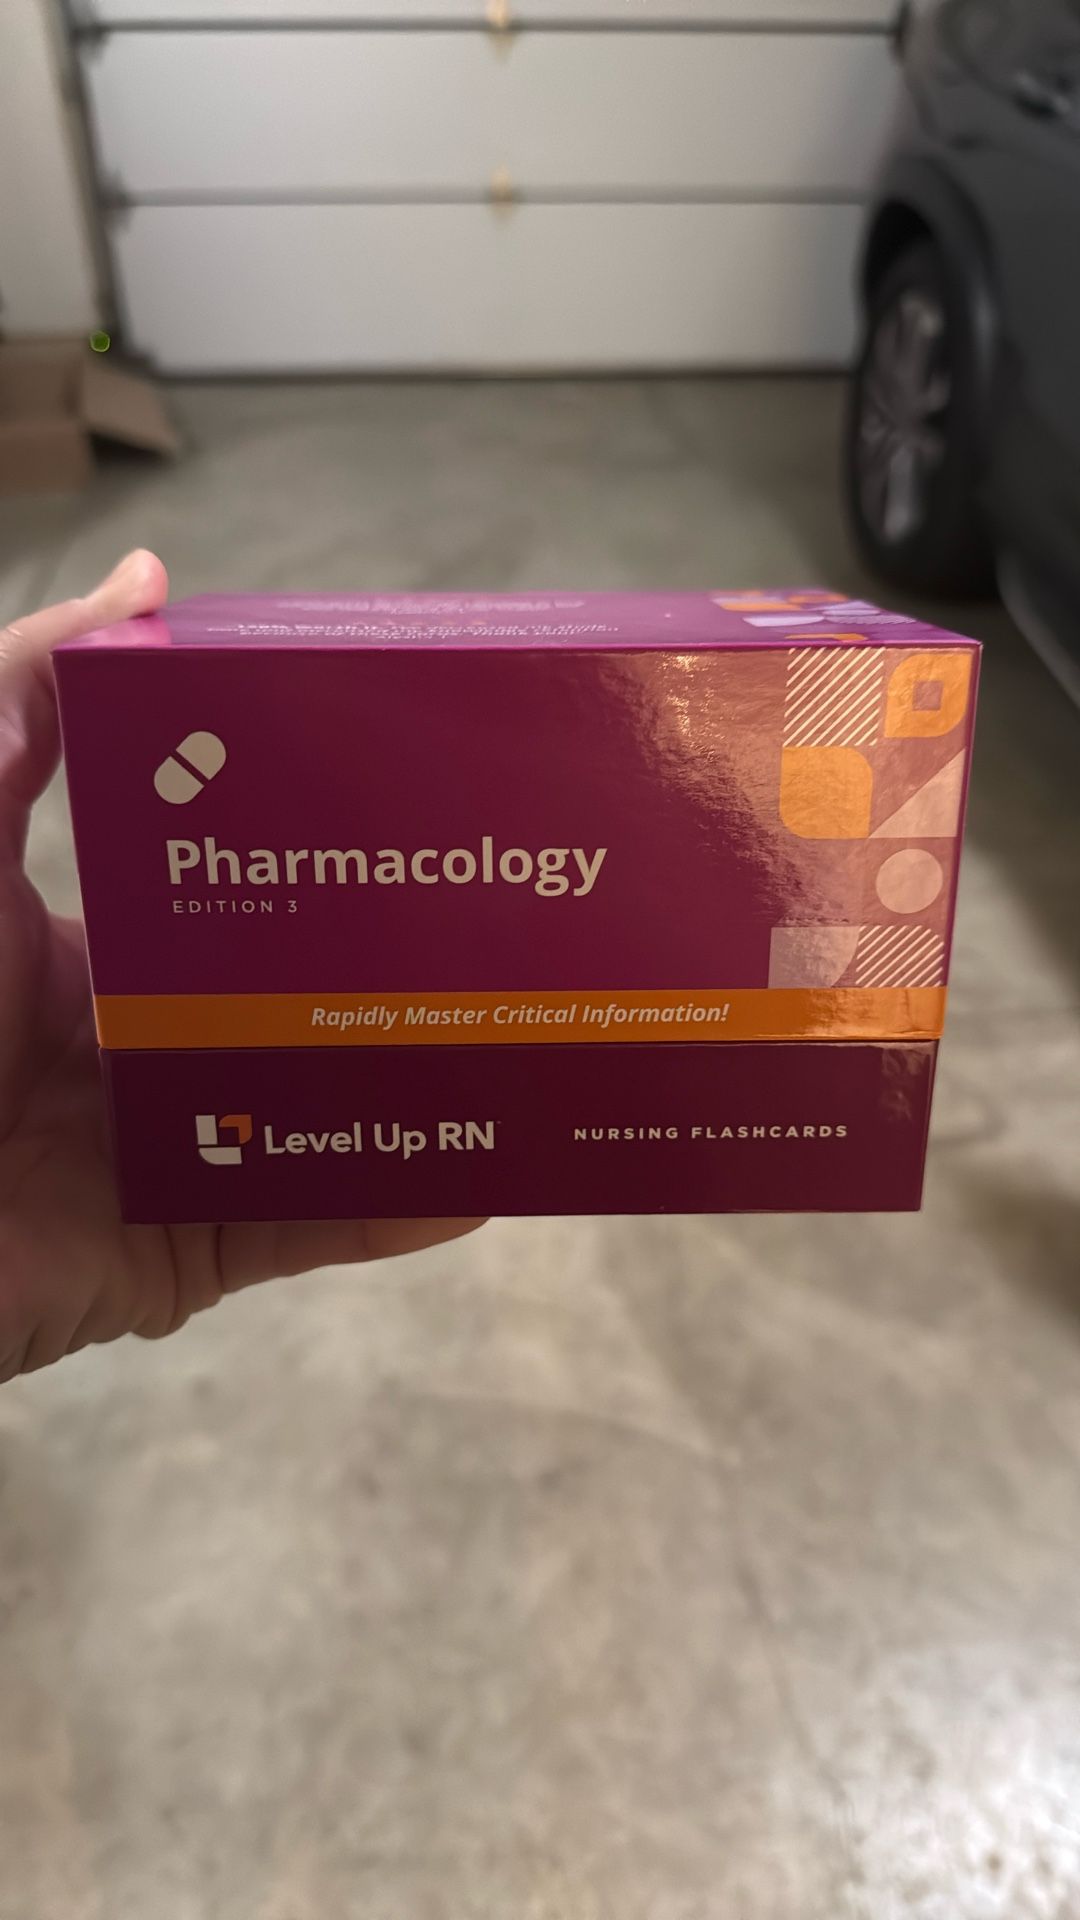 Pharmacology
EDITION 3
Rapidly Master Critical Information!
Level Up RN
NURSING FLASHCARDS